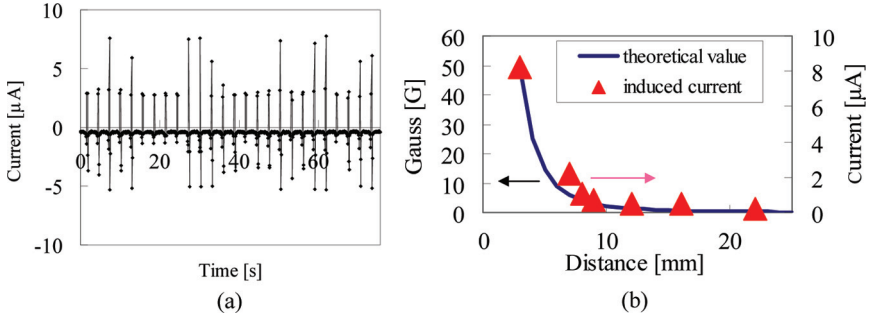 10
5
0
-5
-10
0
20
40
60
Current [μA]
Time [s]
(a)
60
50
40
30
20
10
0
Gauss [G]
theoretical value
induced current
10
8
6
4
2
0
Current [μA]
0
10
20
Distance [mm]
(b)